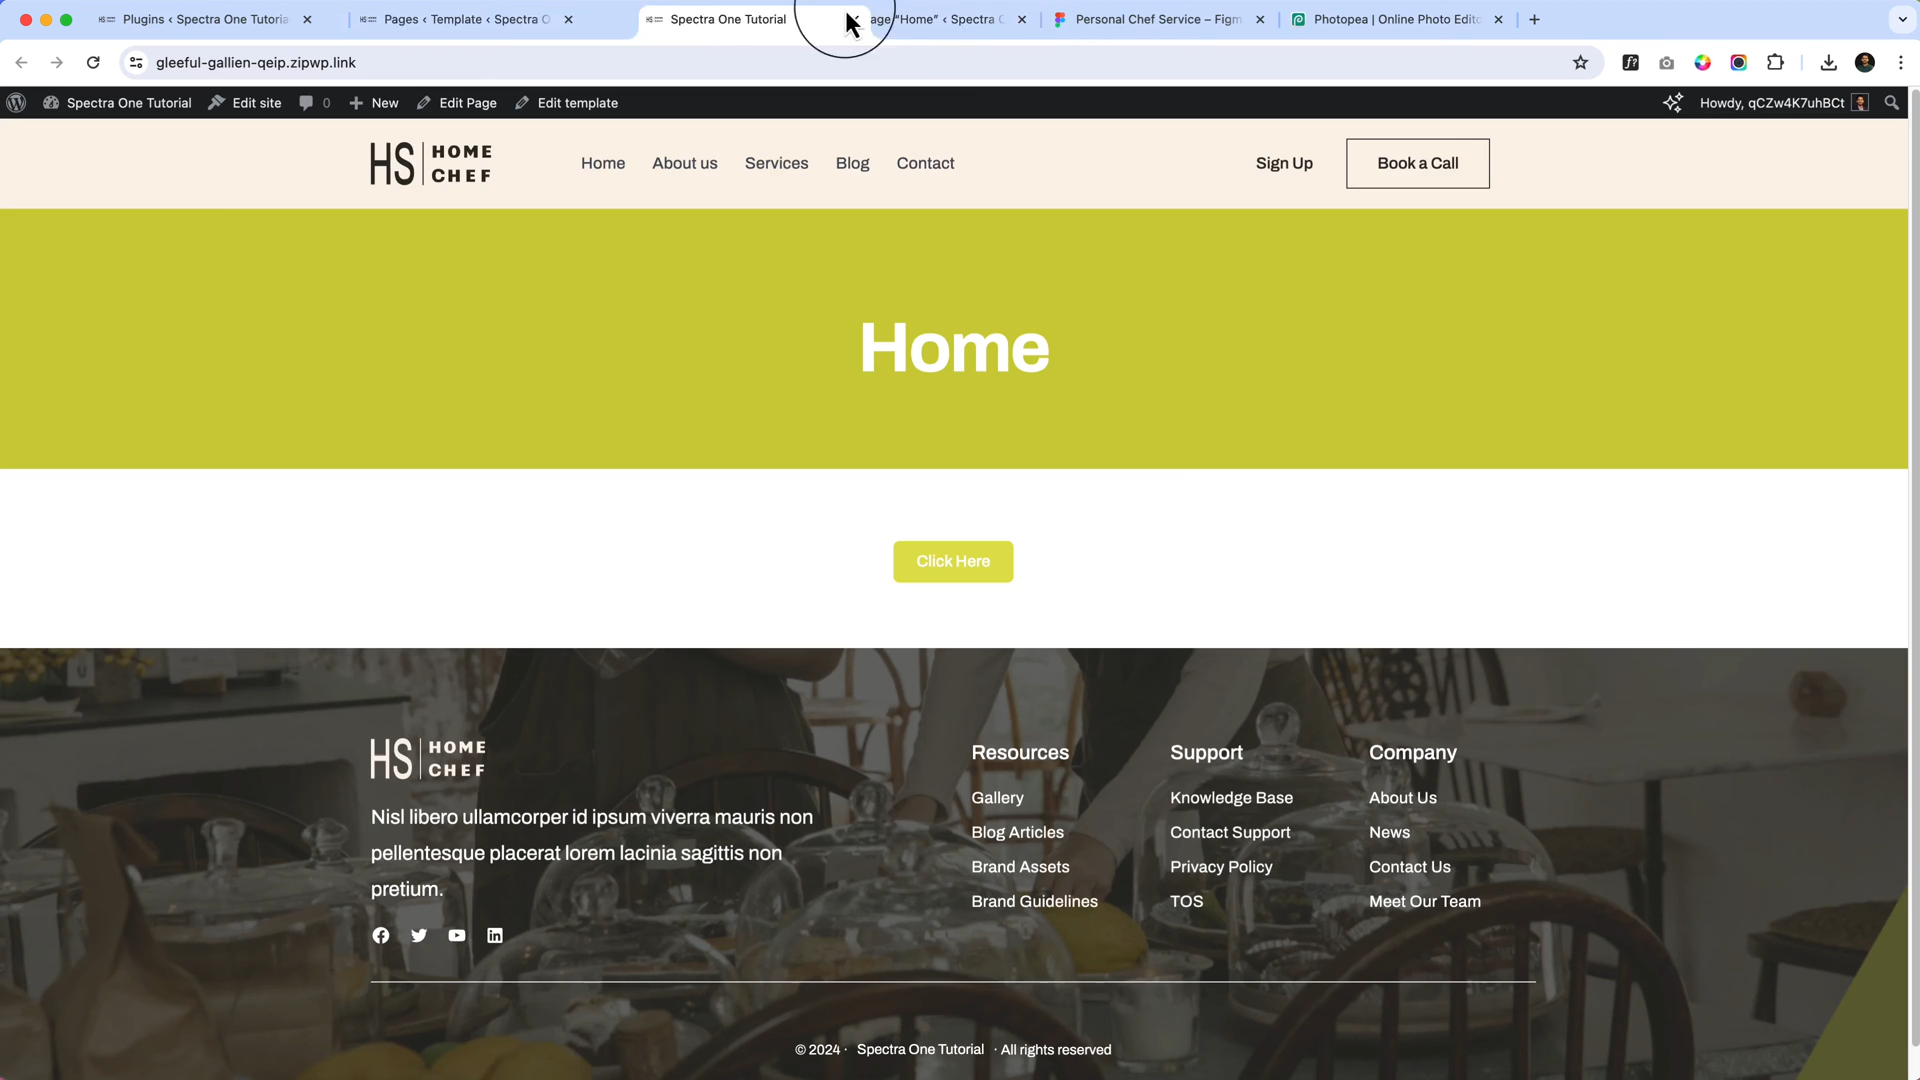 Plugins ‹ Spectra One Tutoria
Pages ‹ Template ‹ Spectra O
Spectra One Tutorial
age “Home” ‹ Spectra
Personal Chef Service – Figm
Photopea | Online Photo Edit
gleeful-gallien-qeip.zipwp.link
Spectra One Tutorial
Edit site
0
New
Edit Page
Edit template
Howdy, qCZw4K7uhBCt
HS HOME CHEF
Home
About us
Services
Blog
Contact
Sign Up
Book a Call
Home
Click Here
HS HOME CHEF
Nisl libero ullamcorper id ipsum viverra mauris non
pellentesque placerat lorem lacinia sagittis non
pretium.
Resources
Gallery
Blog Articles
Brand Assets
Brand Guidelines
Support
Knowledge Base
Contact Support
Privacy Policy
TOS
Company
About Us
News
Contact Us
Meet Our Team
© 2024 · Spectra One Tutorial · All rights reserved